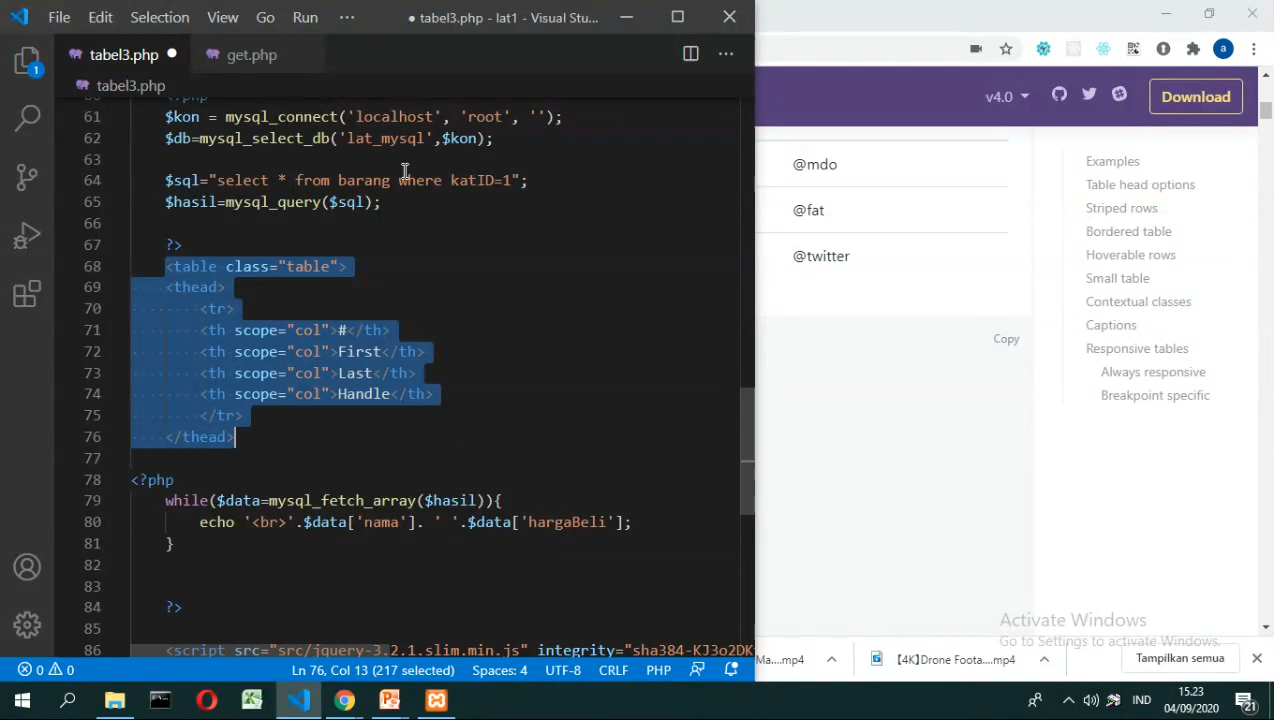 File Edit Selection View Go Run ··· ● tabel3.php - lat1 - Visual Stu...
tabel3.php ● get.php
tabel3.php
1
60 <?php
61 $kon = mysql_connect('localhost', 'root', '');
62 $db=mysql_select_db('lat_mysql',$kon);
63
64 $sql="select * from barang where katID=1";
65 $hasil=mysql_query($sql);
66
67 ?>
68 <table class="table">
69 <thead>
70 <tr>
71 <th scope="col">#</th>
72 <th scope="col">First</th>
73 <th scope="col">Last</th>
74 <th scope="col">Handle</th>
75 </tr>
76 </thead>
77
78 <?php
79 while($data=mysql_fetch_array($hasil)){
80 echo '<br>'.$data['nama']. ' '.$data['hargaBeli'];
81 }
82
83
84 ?>
85
86 <script src="src/jquery-3.2.1.slim.min.js" integrity="sha384-KJ3o2DK
0 0 Ln 76, Col 13 (217 selected) Spaces: 4 UTF-8 CRLF PHP
a
v4.0 Download
@mdo
@fat
@twitter
Copy
Examples
Table head options
Striped rows
Bordered table
Hoverable rows
Small table
Contextual classes
Captions
Responsive tables
Always responsive
Breakpoint specific
Activate Windows
Go to Settings to activate Windows.
Ma....mp4 【4K】Drone Foota....mp4 Tampilkan semua
IND 15.23
04/09/2020 21